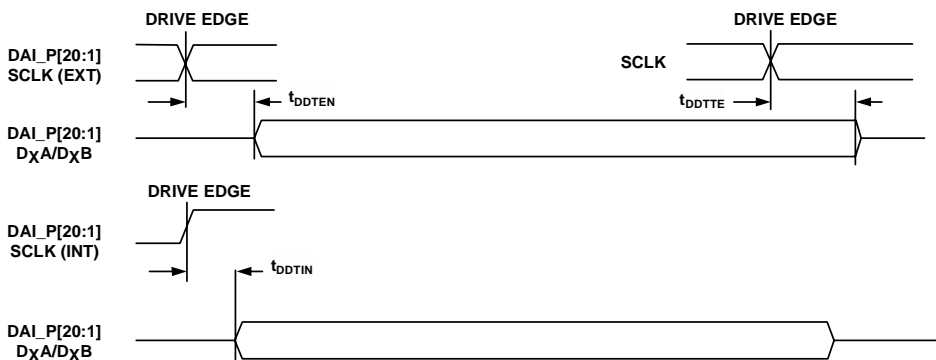 DRIVE EDGE
DRIVE EDGE
DAI_P[20:1]
SCLK (EXT)
SCLK
tDDTEN
tDDTTE
DAI_P[20:1]
DXA/DXB
DRIVE EDGE
DAI_P[20:1]
SCLK (INT)
tDDTIN
DAI_P[20:1]
DXA/DXB